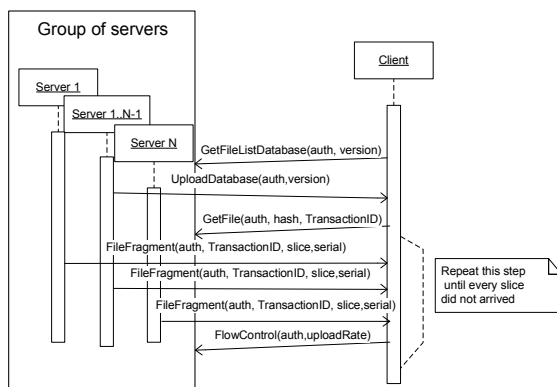 Group of servers
Client
Server 1
Server 1..N-1
Server N
GetFileListDatabase(auth, version)
UploadDatabase(auth,version)
GetFile(auth, hash, TransactionID)
FileFragment(auth, TransactionID, slice,serial)
FileFragment(auth, TransactionID, slice,serial)
FileFragment(auth, TransactionID, slice,serial)
FlowControl(auth,uploadRate)
Repeat this step
until every slice
did not arrived